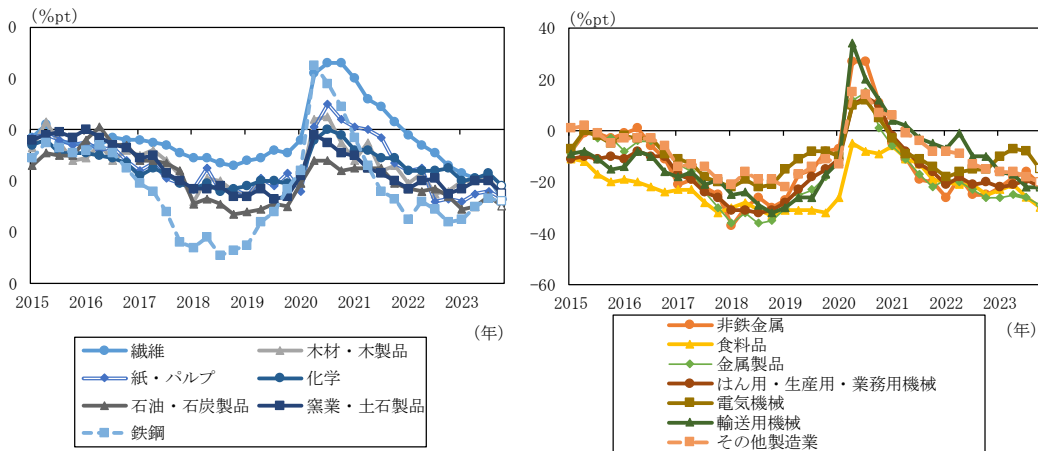 (%pt)
0
0
0
0
0
0
2015 2016 2017 2018 2019 2020 2021 2022 2023
(年)
繊維 木材・木製品
紙・パルプ 化学
石油・石炭製品 窯業・土石製品
鉄鋼
(%pt)
40
20
0
−20
−40
−60
2015 2016 2017 2018 2019 2020 2021 2022 2023
(年)
非鉄金属
食料品
金属製品
はん用・生産用・業務用機械
電気機械
輸送用機械
その他製造業